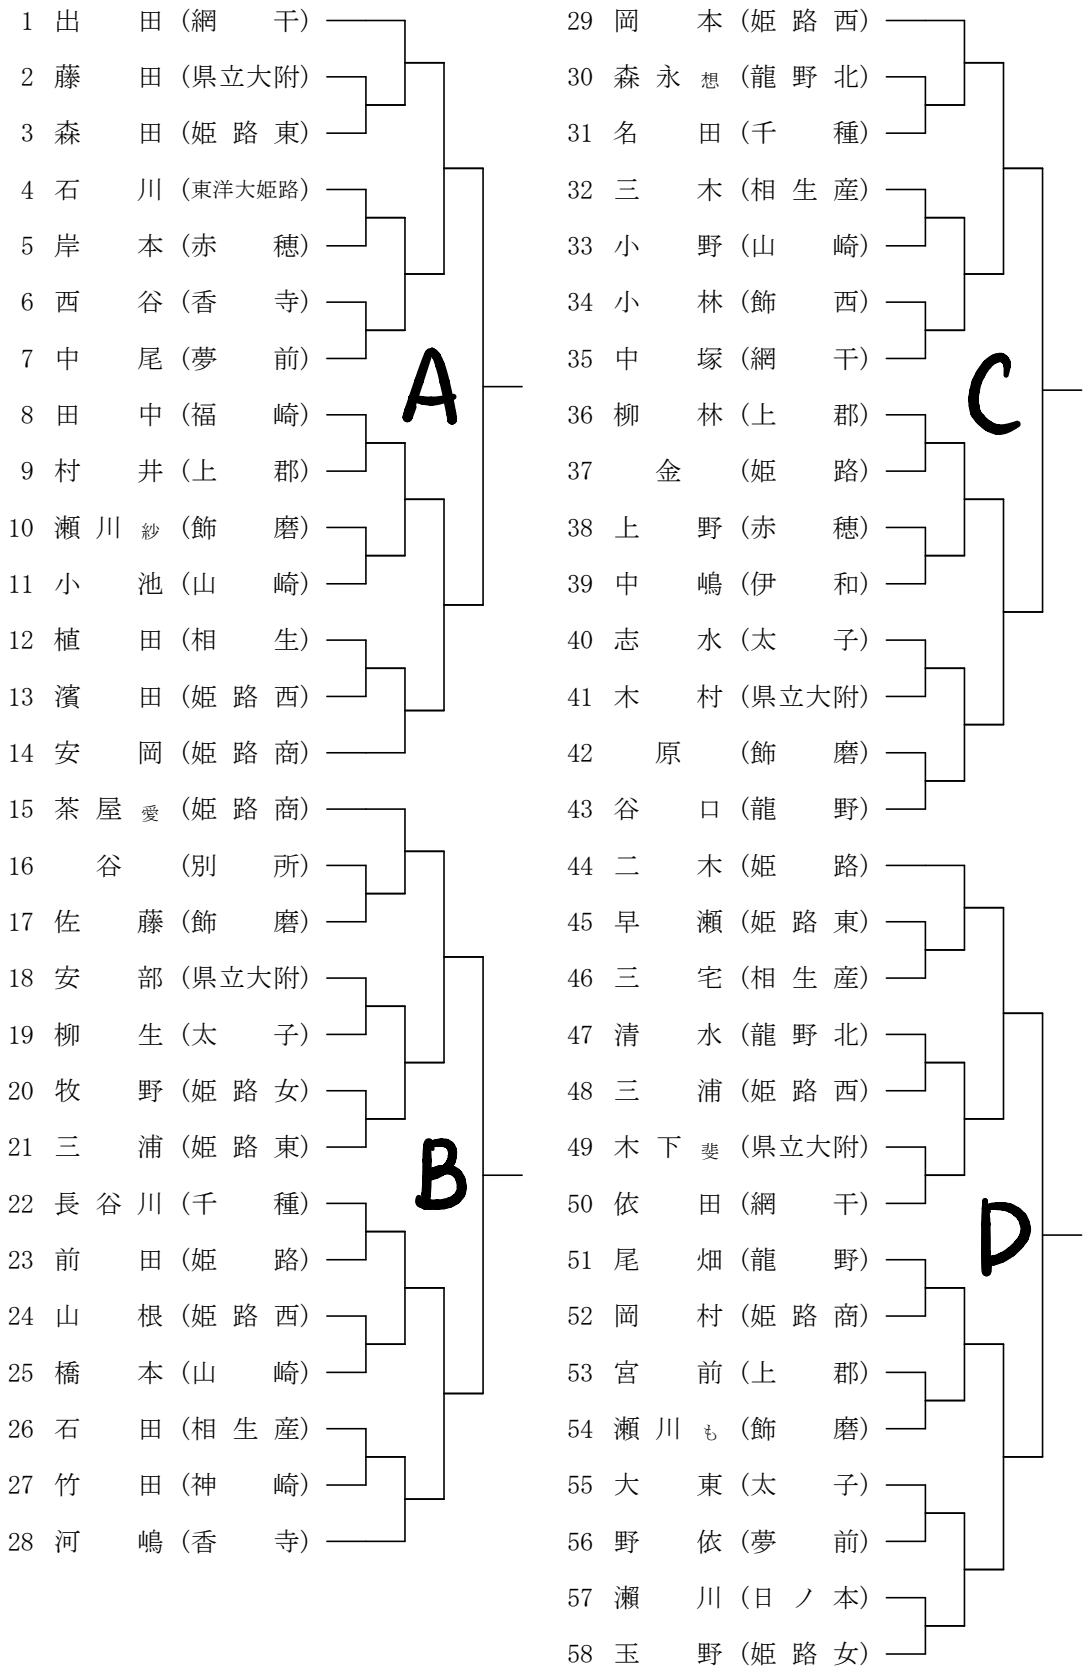 1 出田 (網干)
2 藤田 (県立大附)
3 森田 (姫路東)
4 石川 (東洋大姫路)
5 岸本 (赤穂)
6 西谷 (香寺)
7 中尾 (夢前)
A
8 田中 (福崎)
9 村井 (上郡)
10 瀬川紗 (飾磨)
11 小池 (山崎)
12 植田 (相生)
13 濱田 (姫路西)
14 安岡 (姫路商)
15 茶屋愛 (姫路商)
16 谷 (別所)
17 佐藤 (飾磨)
18 安部 (県立大附)
19 柳生 (太子)
20 牧野 (姫路女)
21 三浦 (姫路東)
B
22 長谷川 (千種)
23 前田 (姫路)
24 山根 (姫路西)
25 橋本 (山崎)
26 石田 (相生産)
27 竹田 (神崎)
28 河嶋 (香寺)
29 岡本 (姫路西)
30 森永想 (龍野北)
31 名田 (千種)
32 三木 (相生産)
33 小野 (山崎)
34 小林 (飾西)
35 中塚 (網干)
C
36 柳林 (上郡)
37 金 (姫路)
38 上野 (赤穂)
39 中嶋 (伊和)
40 志水 (太子)
41 木村 (県立大附)
42 原 (飾磨)
43 谷口 (龍野)
44 二木 (姫路)
45 早瀬 (姫路東)
46 三宅 (相生産)
47 清水 (龍野北)
48 三浦 (姫路西)
49 木下斐 (県立大附)
50 依田 (網干)
D
51 尾畑 (龍野)
52 岡村 (姫路商)
53 宮前 (上郡)
54 瀬川も (飾磨)
55 大東 (太子)
56 野依 (夢前)
57 瀬川 (日ノ本)
58 玉野 (姫路女)